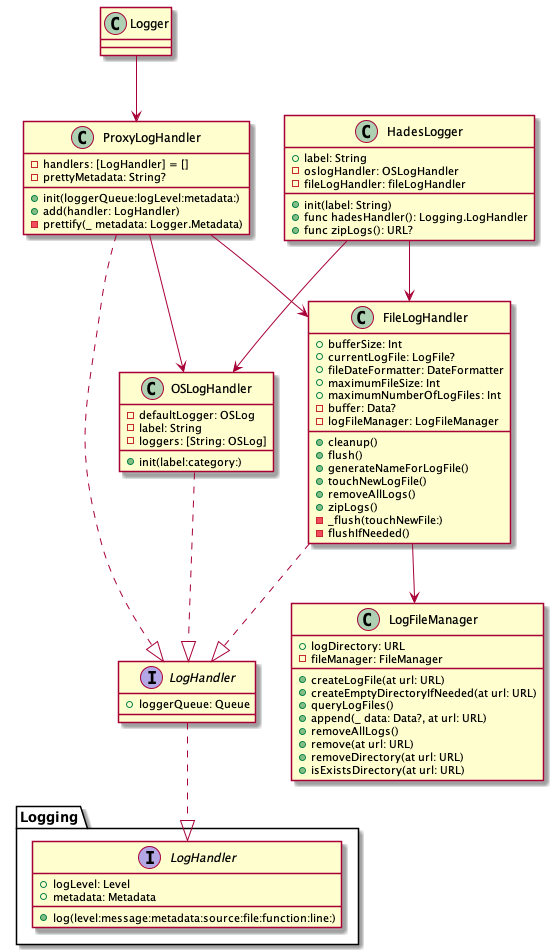 C Logger
C ProxyLogHandler
handlers: [LogHandler] = []
prettyMetadata: String?
init(loggerQueue:logLevel:metadata:)
add(handler: LogHandler)
prettify(_ metadata: Logger.Metadata)
C HadesLogger
label: String
oslogHandler: OSLogHandler
fileLogHandler: fileLogHandler
init(label: String)
func hadesHandler(): Logging.LogHandler
func zipLogs(): URL?
C FileLogHandler
bufferSize: Int
currentLogFile: LogFile?
fileDateFormatter: DateFormatter
maximumFileSize: Int
maximumNumberOfLogFiles: Int
buffer: Data?
logFileManager: LogFileManager
cleanup()
flush()
generateNameForLogFile()
touchNewLogFile()
removeAllLogs()
zipLogs()
_flush(touchNewFile:)
flushIfNeeded()
C OSLogHandler
defaultLogger: OSLog
label: String
loggers: [String: OSLog]
init(label:category:)
C LogFileManager
logDirectory: URL
fileManager: FileManager
createLogFile(at url: URL)
createEmptyDirectoryIfNeeded(at url: URL)
queryLogFiles()
append(_ data: Data?, at url: URL)
removeAllLogs()
remove(at url: URL)
removeDirectory(at url: URL)
isExistsDirectory(at url: URL)
I LogHandler
loggerQueue: Queue
Logging
I LogHandler
logLevel: Level
metadata: Metadata
log(level:message:metadata:source:file:function:line:)